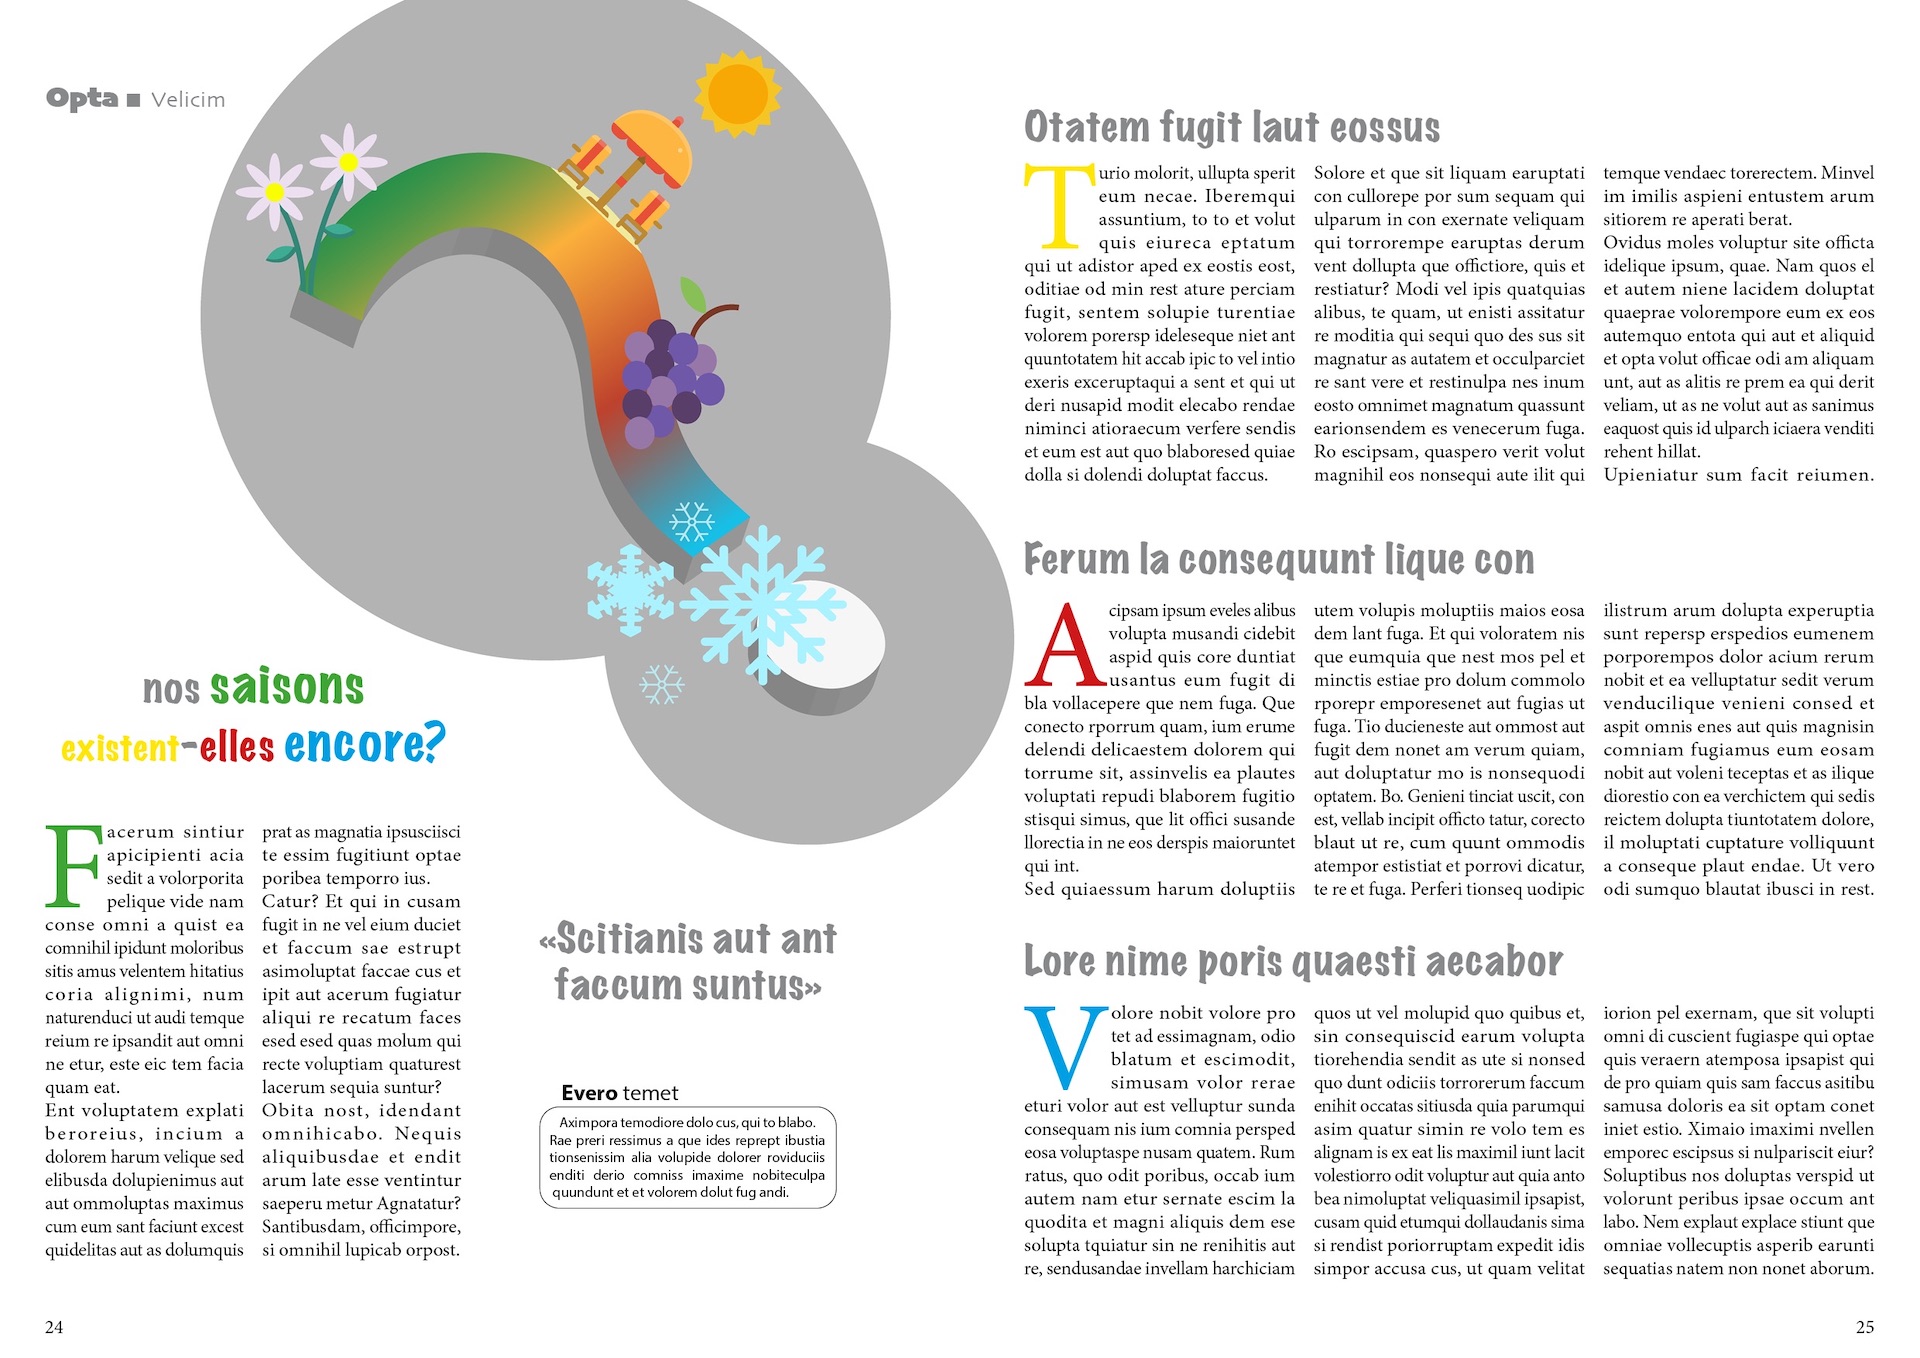 Opta ■ Velicim
nos saisons
existent-elles encore?
Facerum sintiur
apicipienti acia
sedit a volorporita
pelique vide nam
conse omni a quist ea
comnihil ipidunt moloribus
sitis amus velentem hitatius
coria alignimi, num
naturenduci ut audi temque
reium re ipsandit aut omni
ne etur, este eic tem facia
quam eat.
Ent voluptatem explati
beroreius, incium a
dolorem harum velique sed
elibusda dolupienimus aut
aut ommoluptas maximus
cum eum sant faciunt excest
quidelitas aut as dolumquis
prat as magnatia ipsusciisci
te essim fugitiunt optae
poribea temporro ius.
Catur? Et qui in cusam
fugit in ne vel eium duciet
et faccum sae estrupt
asimoluptat faccae cus et
ipit aut acerum fugiatur
aliqui re recatum faces
esed esed quas molum qui
recte voluptiam quaturest
lacerum sequia suntur?
Obita nost, idendant
omnihicabo. Nequis
aliquibusdae et endit
arum late esse ventintur
saeperu metur Agnatatur?
Santibusdam, officimpore,
si omnihil lupicab orpost.
«Scitianis aut ant
faccum suntus»
Evero temet
Aximpora temodiore dolo cus, qui to blabo.
Rae preri ressimus a que ides reprept ibustia
tionsenissim alia volupide dolorer roviduciis
enditi derio comniss imaxime nobiteculpa
quundunt et et volorem dolut fug andi.
24
Otatem fugit laut eossus
Turio molorit, ullupta sperit
eum necae. Iberemqui
assuntium, to to et volut
quis eiureca eptatum
qui ut adistor aped ex eostis eost,
oditiae od min rest ature perciam
fugit, sentem solupie turentiae
volorem porersp ideleseque niet ant
quuntotatem hit accab ipic to vel intio
exeris exceruptaqui a sent et qui ut
deri nusapid modit elecabo rendae
niminci atioraecum verfere sendis
et eum est aut quo blaboresed quiae
dolla si dolendi doluptat faccus.
Solore et que sit liquam earuptati
con cullorepe por sum sequam qui
ulparum in con exernate veliquam
qui torrorempe earuptas derum
vent dollupta que offictiore, quis et
restiatur? Modi vel ipis quatquias
alibus, te quam, ut enisti assitatur
re moditia qui sequi quo des sus sit
magnatur as autatem et occulparciet
re sant vere et restinulpa nes inum
eosto omnimet magnatum quassunt
earionsendem es venecerum fuga.
Ro escipsam, quaspero verit volut
magnihil eos nonsequi aute ilit qui
temque vendaec torerectem. Minvel
im imilis aspieni entustem arum
sitiorem re aperati berat.
Ovidus moles voluptur site officta
idelique ipsum, quae. Nam quos el
et autem niene lacidem doluptat
quaeprae volorempore eum ex eos
autemquo entota qui aut et aliquid
et opta volut officae odi am aliquam
unt, aut as alitis re prem ea qui derit
veliam, ut as ne volut aut as sanimus
eaquost quis id ulparch iciaera venditi
rehent hillat.
Upieniatur sum facit reiumen.
Ferum la consequunt lique con
Acipsam ipsum eveles alibus
volupta musandi cidebit
aspid quis core duntiat
usantus eum fugit di
bla vollacepere que nem fuga. Que
conecto rporrum quam, ium erume
delendi delicaestem dolorem qui
torrume sit, assinvelis ea plautes
voluptati repudi blaborem fugitio
stisqui simus, que lit offici susande
llorectia in ne eos derspis maioruntet
qui int.
Sed quiaessum harum doluptiis
utem volupis moluptiis maios eosa
dem lant fuga. Et qui voloratem nis
que eumquia que nest mos pel et
minctis estiae pro dolum commolo
rporepr emporesenet aut fugias ut
fuga. Tio ducieneste aut ommost aut
fugit dem nonet am verum quiam,
aut doluptatur mo is nonsequodi
optatem. Bo. Genieni tinciat uscit, con
est, vellab incipit officto tatur, corecto
blaut ut re, cum quunt ommodis
atempor estistiat et porrovi dicatur,
te re et fuga. Perferi tionseq uodipic
ilistrum arum dolupta experuptia
sunt repersp erspedios eumenem
porporempos dolor acium rerum
nobit et ea velluptatur sedit verum
venducilique venieni consed et
aspit omnis enes aut quis magnisin
comniam fugiamus eum eosam
nobit aut voleni teceptas et as ilique
diorestio con ea verchictem qui sedis
reictem dolupta tiuntotatem dolore,
il moluptati cuptature volliquunt
a conseque plaut endae. Ut vero
odi sumquo blautat ibusci in rest.
Lore nime poris quaesti aecabor
Volore nobit volore pro
tet ad essimagnam, odio
blatum et escimodit,
simusam volor rerae
eturi volor aut est velluptur sunda
consequam nis ium comnia persped
eosa voluptaspe nusam quatem. Rum
ratus, quo odit poribus, occab ium
autem nam etur sernate escim la
quodita et magni aliquis dem ese
solupta tquiatur sin ne renihitis aut
re, sendusandae invellam harchiciam
quos ut vel molupid quo quibus et,
sin consequiscid earum volupta
tiorehendia sendit as ute si nonsed
quo dunt odiciis torrorerum faccum
enihit occatas sitiusda quia parumqui
asim quatur simin re volo tem es
alignam is ex eat lis maximil iunt lacit
volestiorro odit voluptur aut quia anto
bea nimoluptat veliquasimil ipsapist,
cusam quid etumqui dollaudanis sima
si rendist poriorruptam expedit idis
simpor accusa cus, ut quam velitat
iorion pel exernam, que sit volupti
omni di cuscient fugiaspe qui optae
quis veraern atemposa ipsapist qui
de pro quiam quis sam faccus asitibu
samusa doloris ea sit optam conet
iniet estio. Ximaio imaximi nvellen
emporec escipsus si nulpariscit eiur?
Soluptibus nos doluptas verspid ut
volorunt peribus ipsae occum ant
labo. Nem explaut explace stiunt que
omniae vollecuptis asperib earunti
sequatias natem non nonet aborum.
25